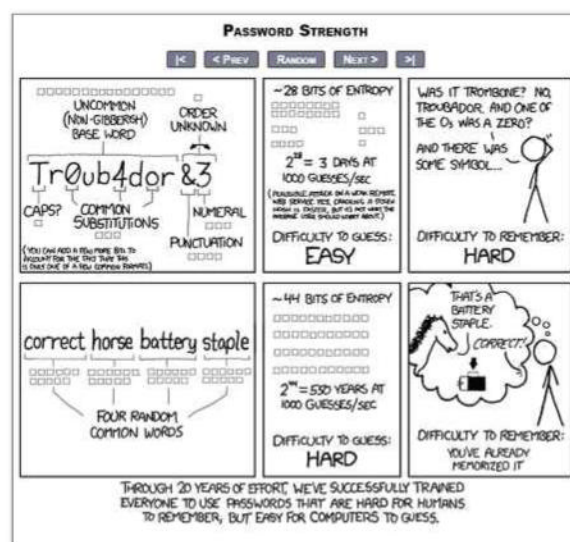 PASSWORD STRENGTH
|< < PREV RANDOM NEXT > >|
UNCOMMON
(NON-GIBBERISH)
BASE WORD
ORDER
UNKNOWN
Tr0ub4dor &3
CAPS?
COMMON
SUBSTITUTIONS
NUMERAL
PUNCTUATION
(YOU CAN ADD A FEW MORE BITS TO
ACCOUNT FOR THE FACT THAT THIS
IS ONLY ONE OF A FEW COMMON FORMATS.)
~28 BITS OF ENTROPY
2²⁸ = 3 DAYS AT
1000 GUESSES/SEC
(PLAUSIBLE ATTACK ON A WEAK REMOTE
WEB SERVICE. YES, CRACKING A STOLEN
HASH IS FASTER, BUT IT'S NOT WHAT THE
AVERAGE USER SHOULD WORRY ABOUT.)
DIFFICULTY TO GUESS:
EASY
WAS IT TROMBONE? NO,
TROUBADOR. AND ONE OF
THE Os WAS A ZERO?
AND THERE WAS
SOME SYMBOL...
DIFFICULTY TO REMEMBER:
HARD
correct horse battery staple
FOUR RANDOM
COMMON WORDS
~44 BITS OF ENTROPY
2⁴⁴ = 550 YEARS AT
1000 GUESSES/SEC
DIFFICULTY TO GUESS:
HARD
THAT'S A
BATTERY
STAPLE.
CORRECT!
DIFFICULTY TO REMEMBER:
YOU'VE ALREADY
MEMORIZED IT
THROUGH 20 YEARS OF EFFORT, WE'VE SUCCESSFULLY TRAINED
EVERYONE TO USE PASSWORDS THAT ARE HARD FOR HUMANS
TO REMEMBER, BUT EASY FOR COMPUTERS TO GUESS.